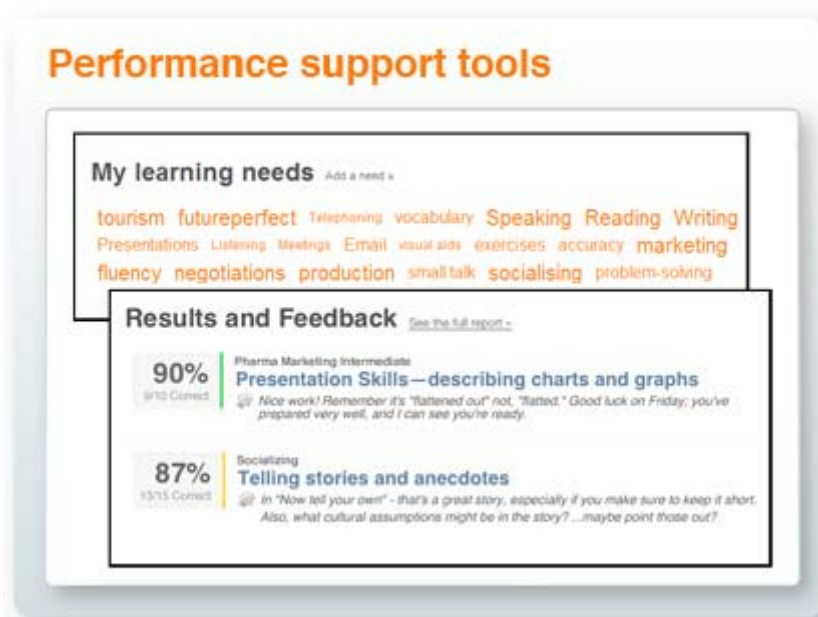 Performance support tools
My learning needs Add a need »
tourism futureperfect Telephoning vocabulary Speaking Reading Writing
Presentations Listening Meetings Email visual aids exercises accuracy marketing
fluency negotiations production small talk socialising problem-solving
Results and Feedback See the full report »
90%
9/10 Correct
Pharma Marketing Intermediate
Presentation Skills—describing charts and graphs
Nice work! Remember it's "flattened out" not, "flatted." Good luck on Friday; you've
prepared very well, and I can see you're ready.
87%
13/15 Correct
Socializing
Telling stories and anecdotes
In "Now tell your own" - that's a great story, especially if you make sure to keep it short.
Also, what cultural assumptions might be in the story? ...maybe point those out?